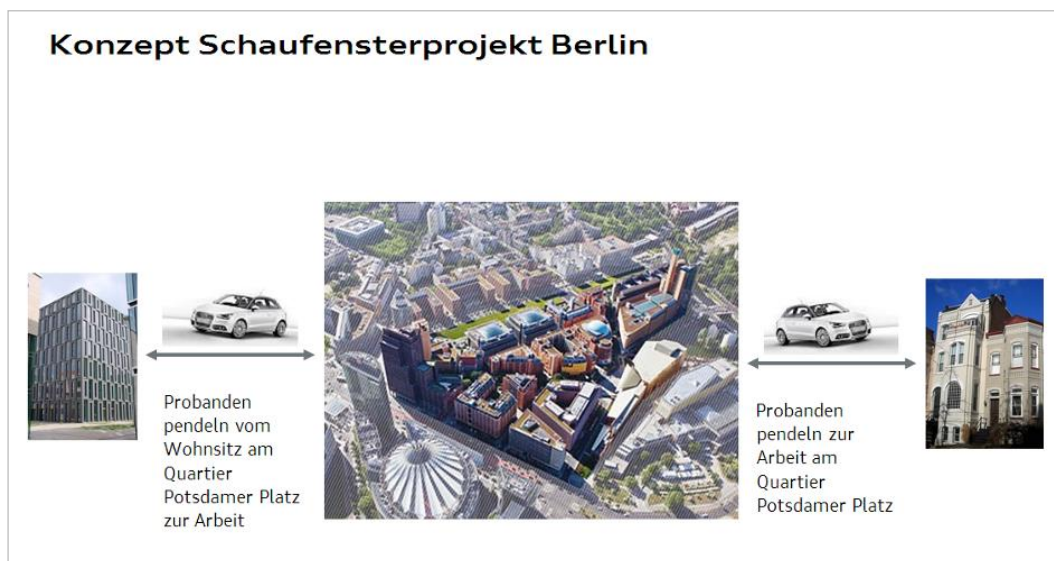 Konzept Schaufensterprojekt Berlin
Probanden
pendeln vom
Wohnsitz am
Quartier
Potsdamer Platz
zur Arbeit
Probanden
pendeln zur
Arbeit am
Quartier
Potsdamer Platz